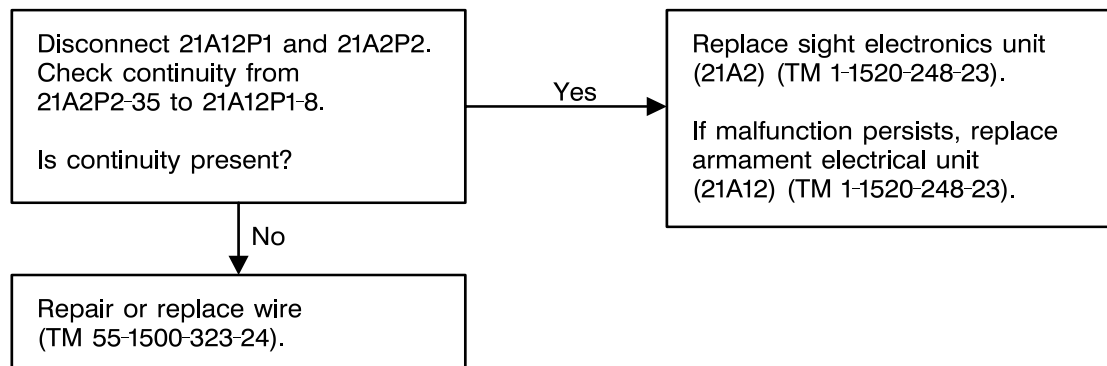 Disconnect 21A12P1 and 21A2P2.
Check continuity from
21A2P2-35 to 21A12P1-8.
Is continuity present?
Yes
Replace sight electronics unit
(21A2) (TM 1-1520-248-23).
If malfunction persists, replace
armament electrical unit
(21A12) (TM 1-1520-248-23).
No
Repair or replace wire
(TM 55-1500-323-24).